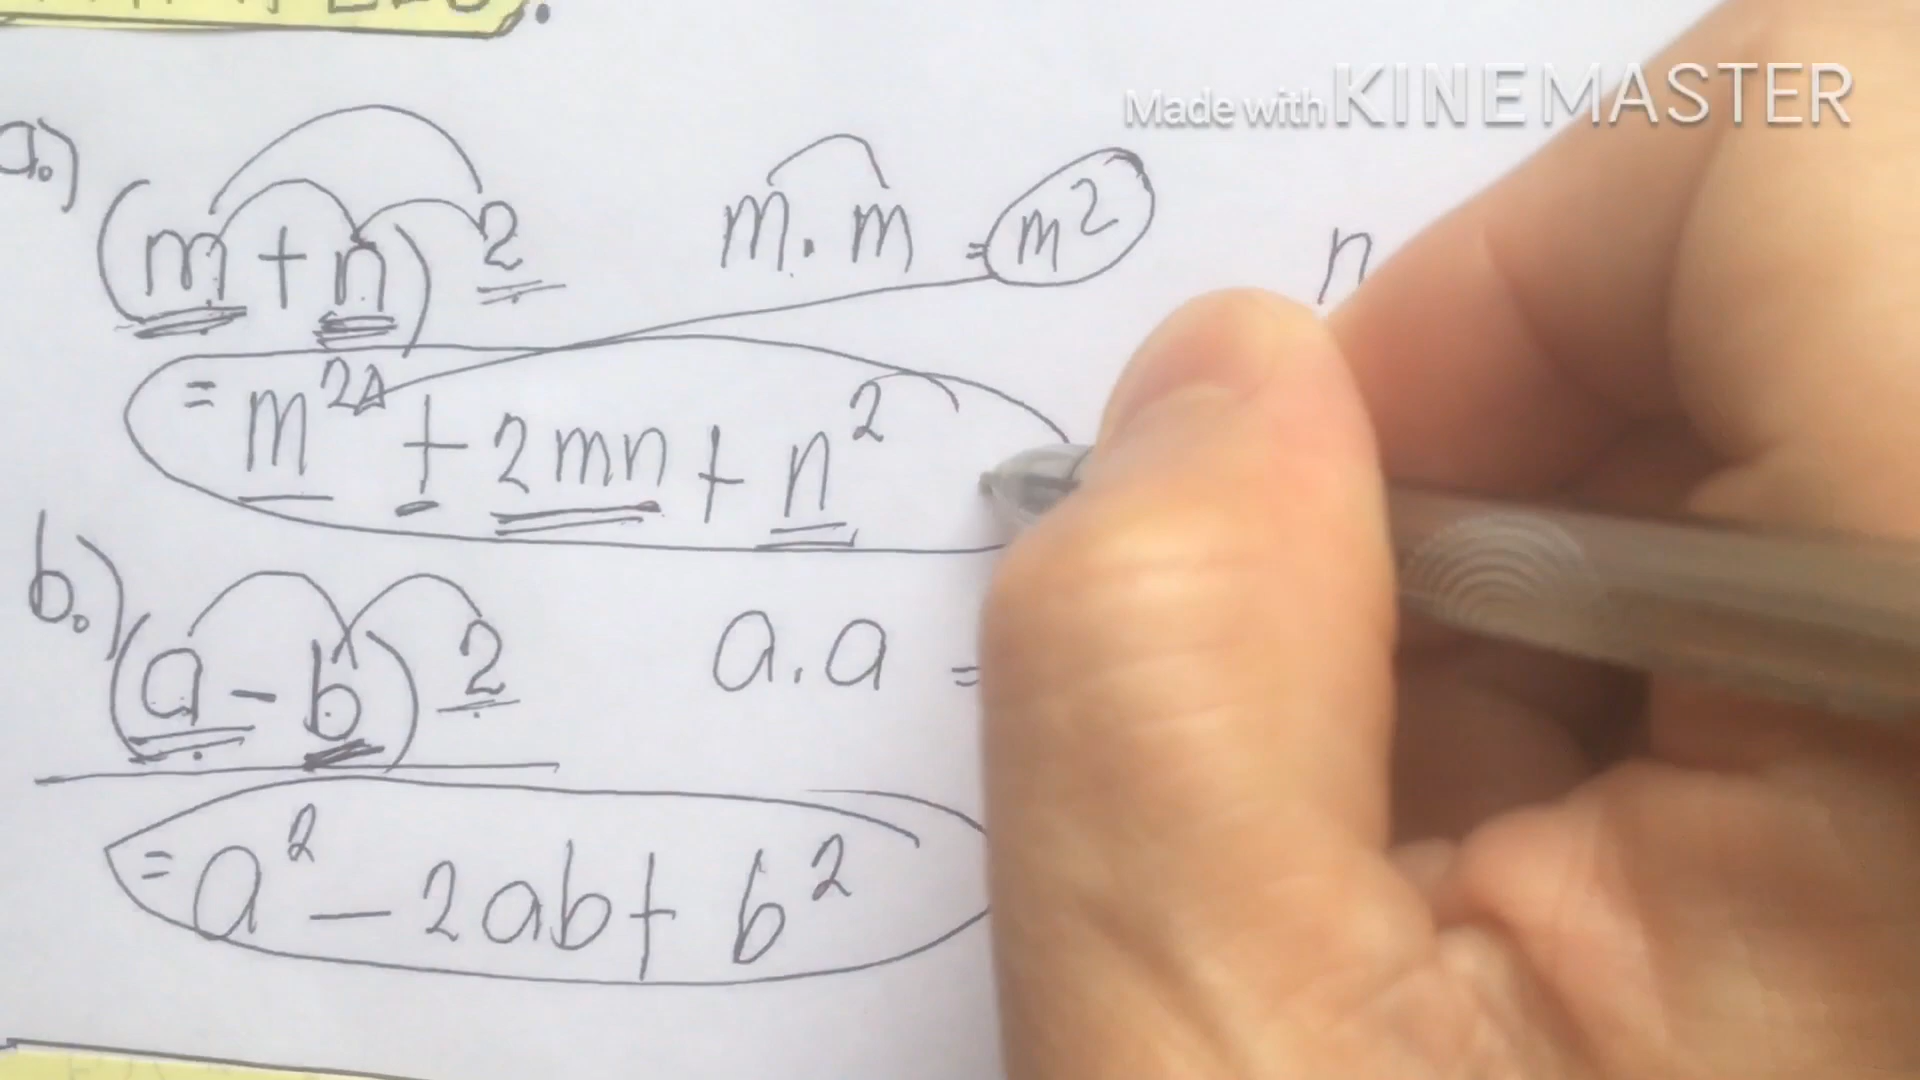 Made with KINEMASTER
a.) (m + n)²
m . m = m²
n
= m² + 2mn + n²
b.) (a - b)²
a . a =
= a² - 2ab + b²